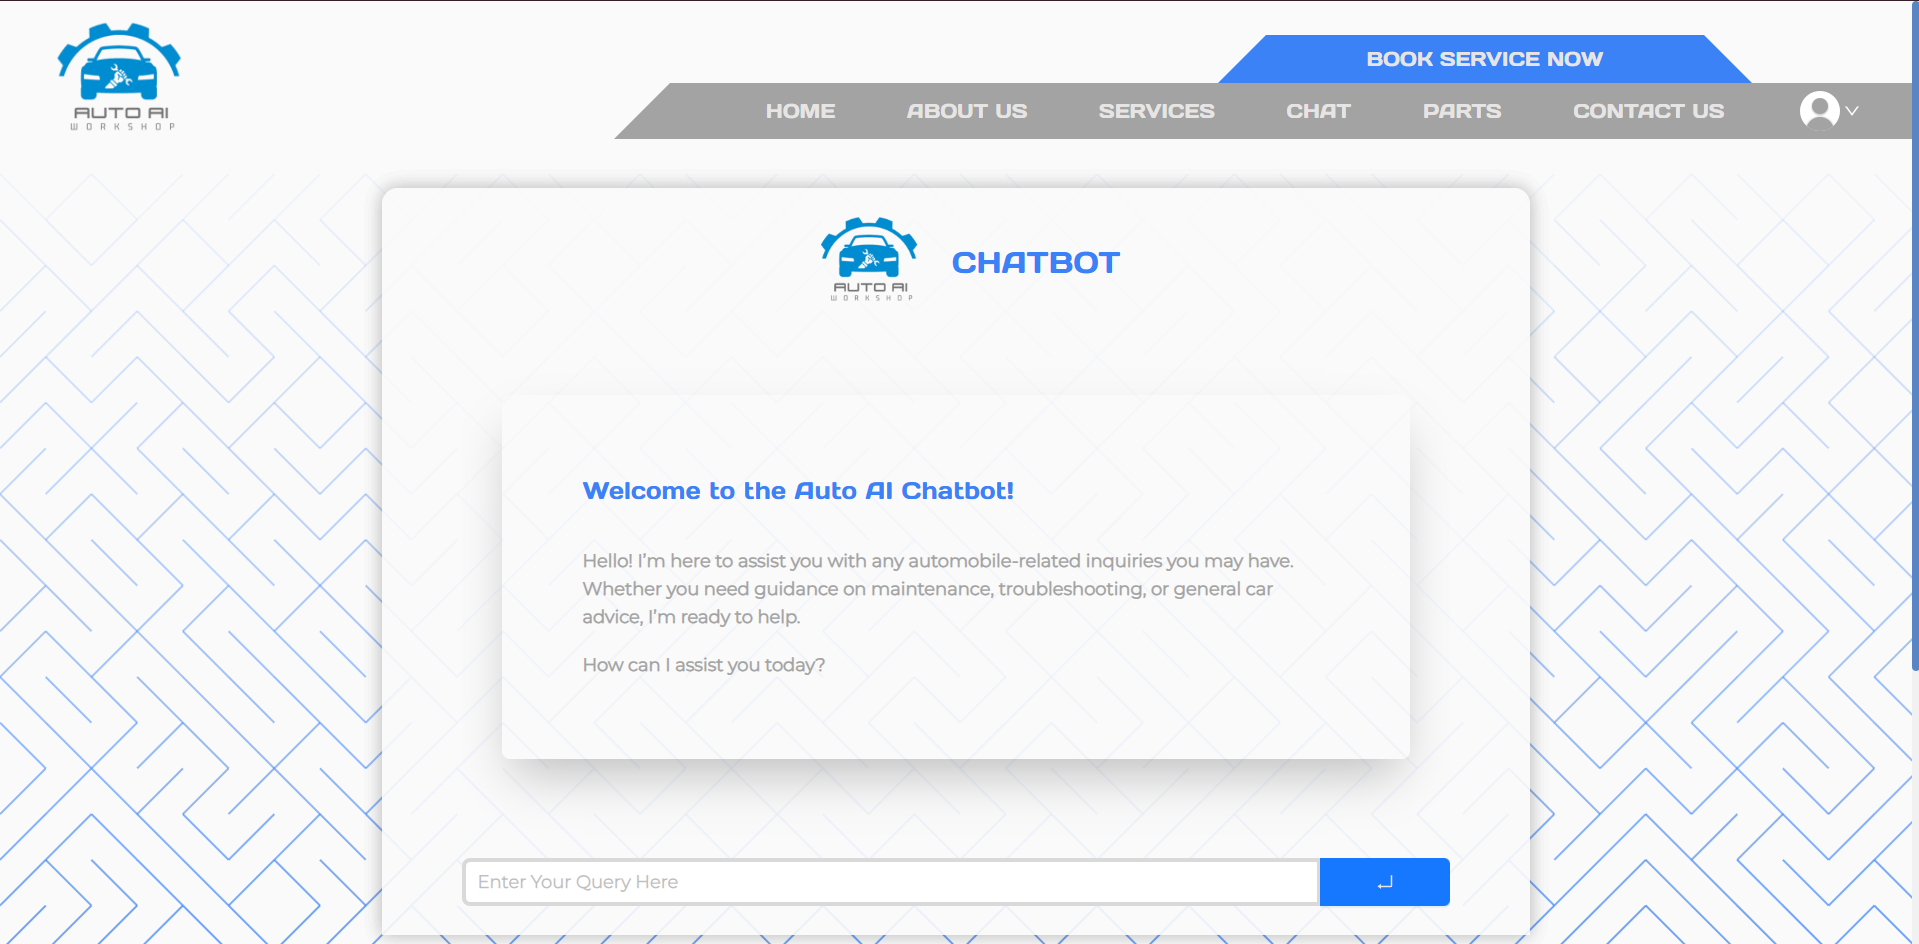 AUTO AI
WORKSHOP
BOOK SERVICE NOW
HOME ABOUT US SERVICES CHAT PARTS CONTACT US
AUTO AI
WORKSHOP
CHATBOT
Welcome to the Auto AI Chatbot!
Hello! I'm here to assist you with any automobile-related inquiries you may have.
Whether you need guidance on maintenance, troubleshooting, or general car
advice, I'm ready to help.
How can I assist you today?
Enter Your Query Here